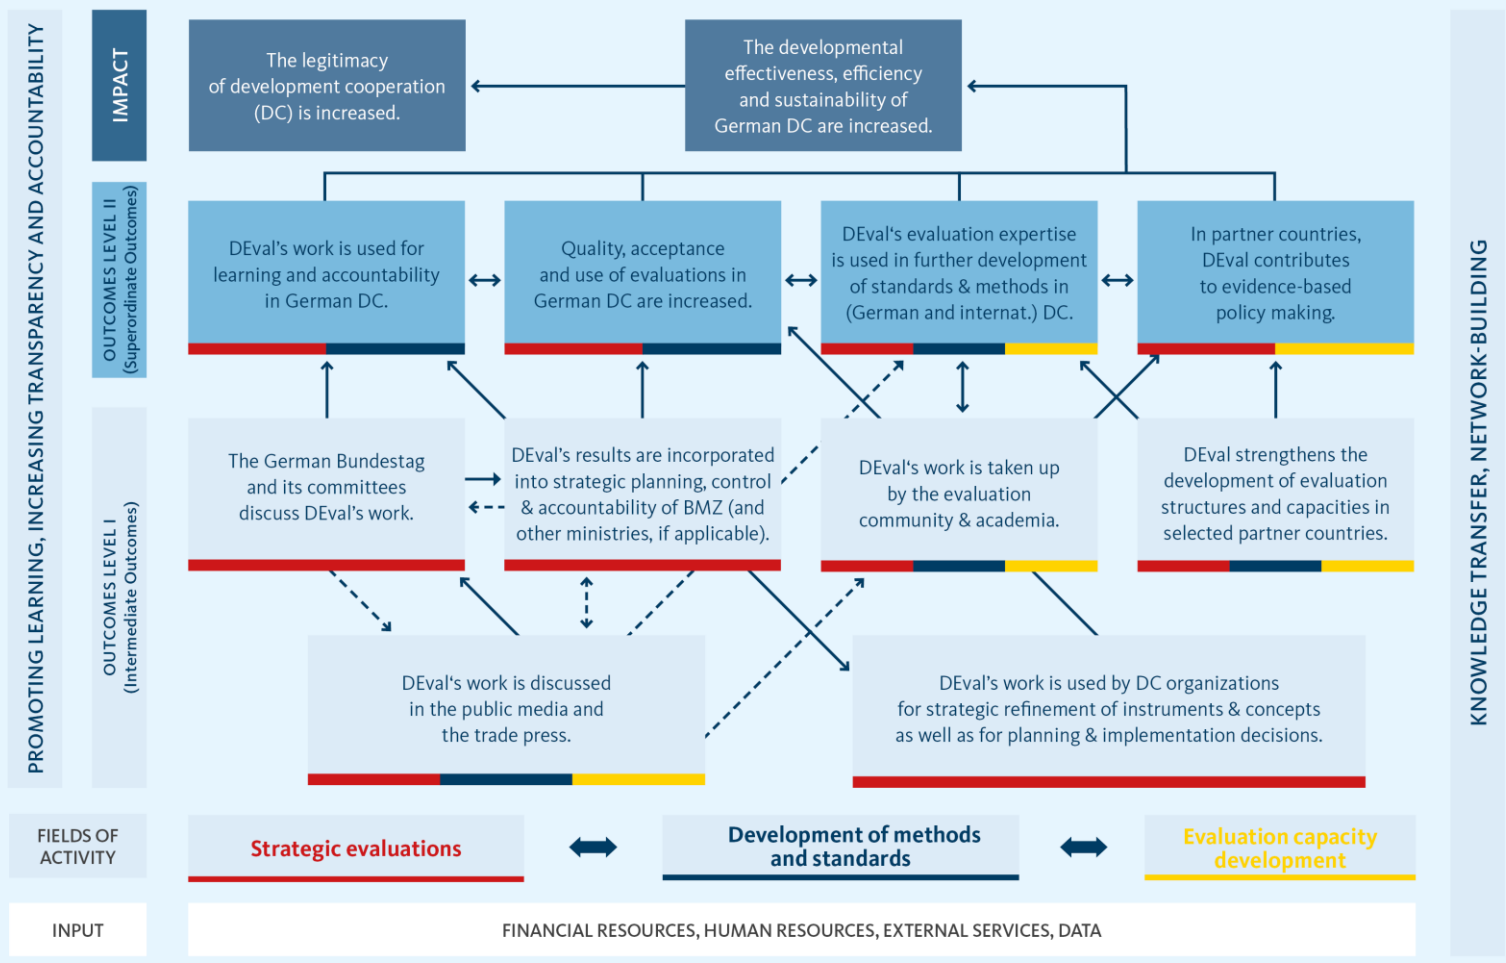 PROMOTING LEARNING, INCREASING TRANSPARENCY AND ACCOUNTABILITY
IMPACT
The legitimacy
of development cooperation
(DC) is increased.
The developmental
effectiveness, efficiency
and sustainability of
German DC are increased.
OUTCOMES LEVEL II
(Superordinate Outcomes)
DEval's work is used for
learning and accountability
in German DC.
Quality, acceptance
and use of evaluations in
German DC are increased.
DEval‘s evaluation expertise
is used in further development
of standards & methods in
(German and internat.) DC.
In partner countries,
DEval contributes
to evidence-based
policy making.
OUTCOMES LEVEL I
(Intermediate Outcomes)
The German Bundestag
and its committees
discuss DEval’s work.
DEval’s results are incorporated
into strategic planning, control
& accountability of BMZ (and
other ministries, if applicable).
DEval‘s work is taken up
by the evaluation
community & academia.
DEval strengthens the
development of evaluation
structures and capacities in
selected partner countries.
DEval‘s work is discussed
in the public media and
the trade press.
DEval’s work is used by DC organizations
for strategic refinement of instruments & concepts
as well as for planning & implementation decisions.
KNOWLEDGE TRANSFER, NETWORK-BUILDING
FIELDS OF
ACTIVITY
Strategic evaluations
Development of methods
and standards
Evaluation capacity
development
INPUT
FINANCIAL RESOURCES, HUMAN RESOURCES, EXTERNAL SERVICES, DATA